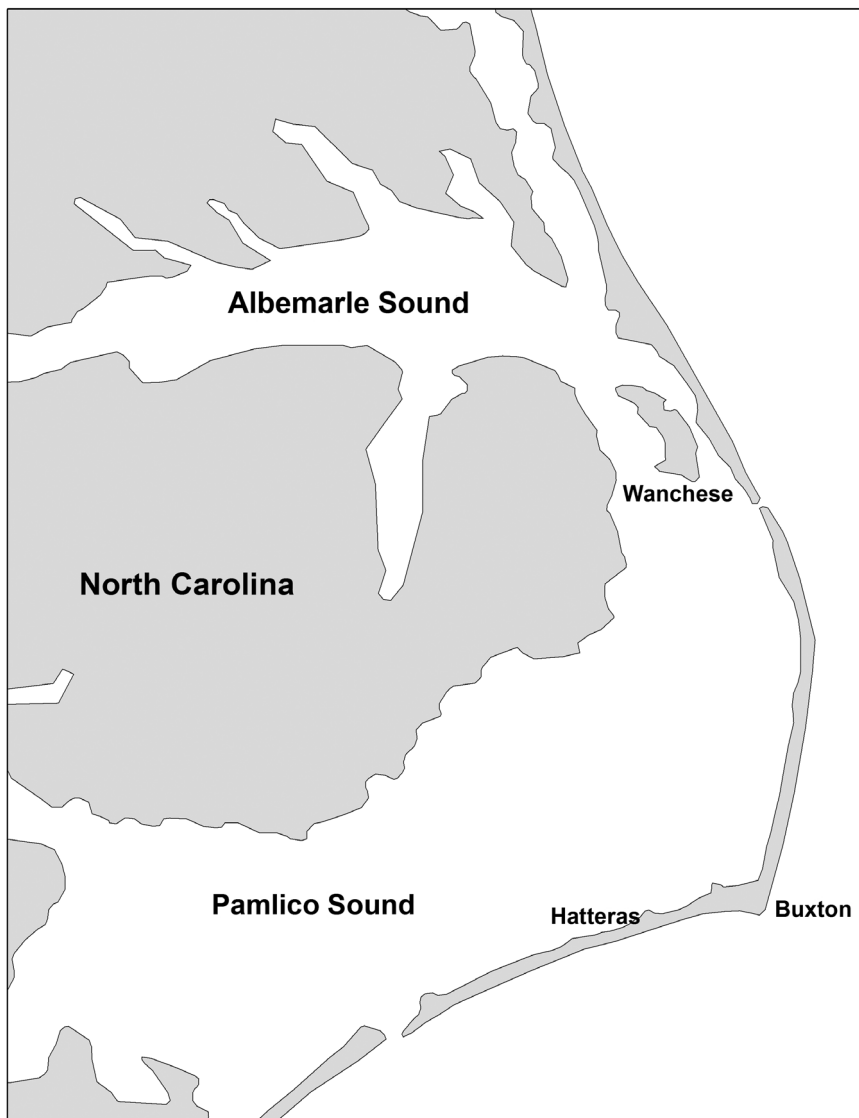 Albemarle Sound
Wanchese
North Carolina
Pamlico Sound
Hatteras
Buxton